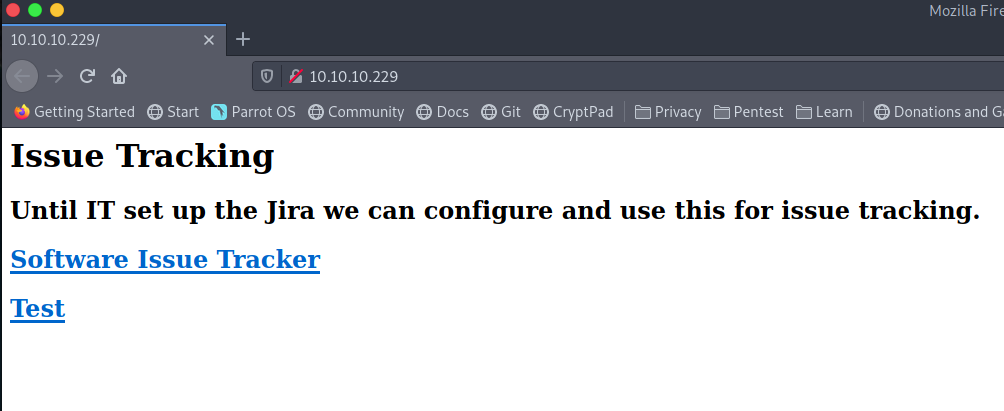 Mozilla Fire
10.10.10.229/
10.10.10.229
Getting Started Start Parrot OS Community Docs Git CryptPad Privacy Pentest Learn Donations and Ga
Issue Tracking
Until IT set up the Jira we can configure and use this for issue tracking.
Software Issue Tracker
Test